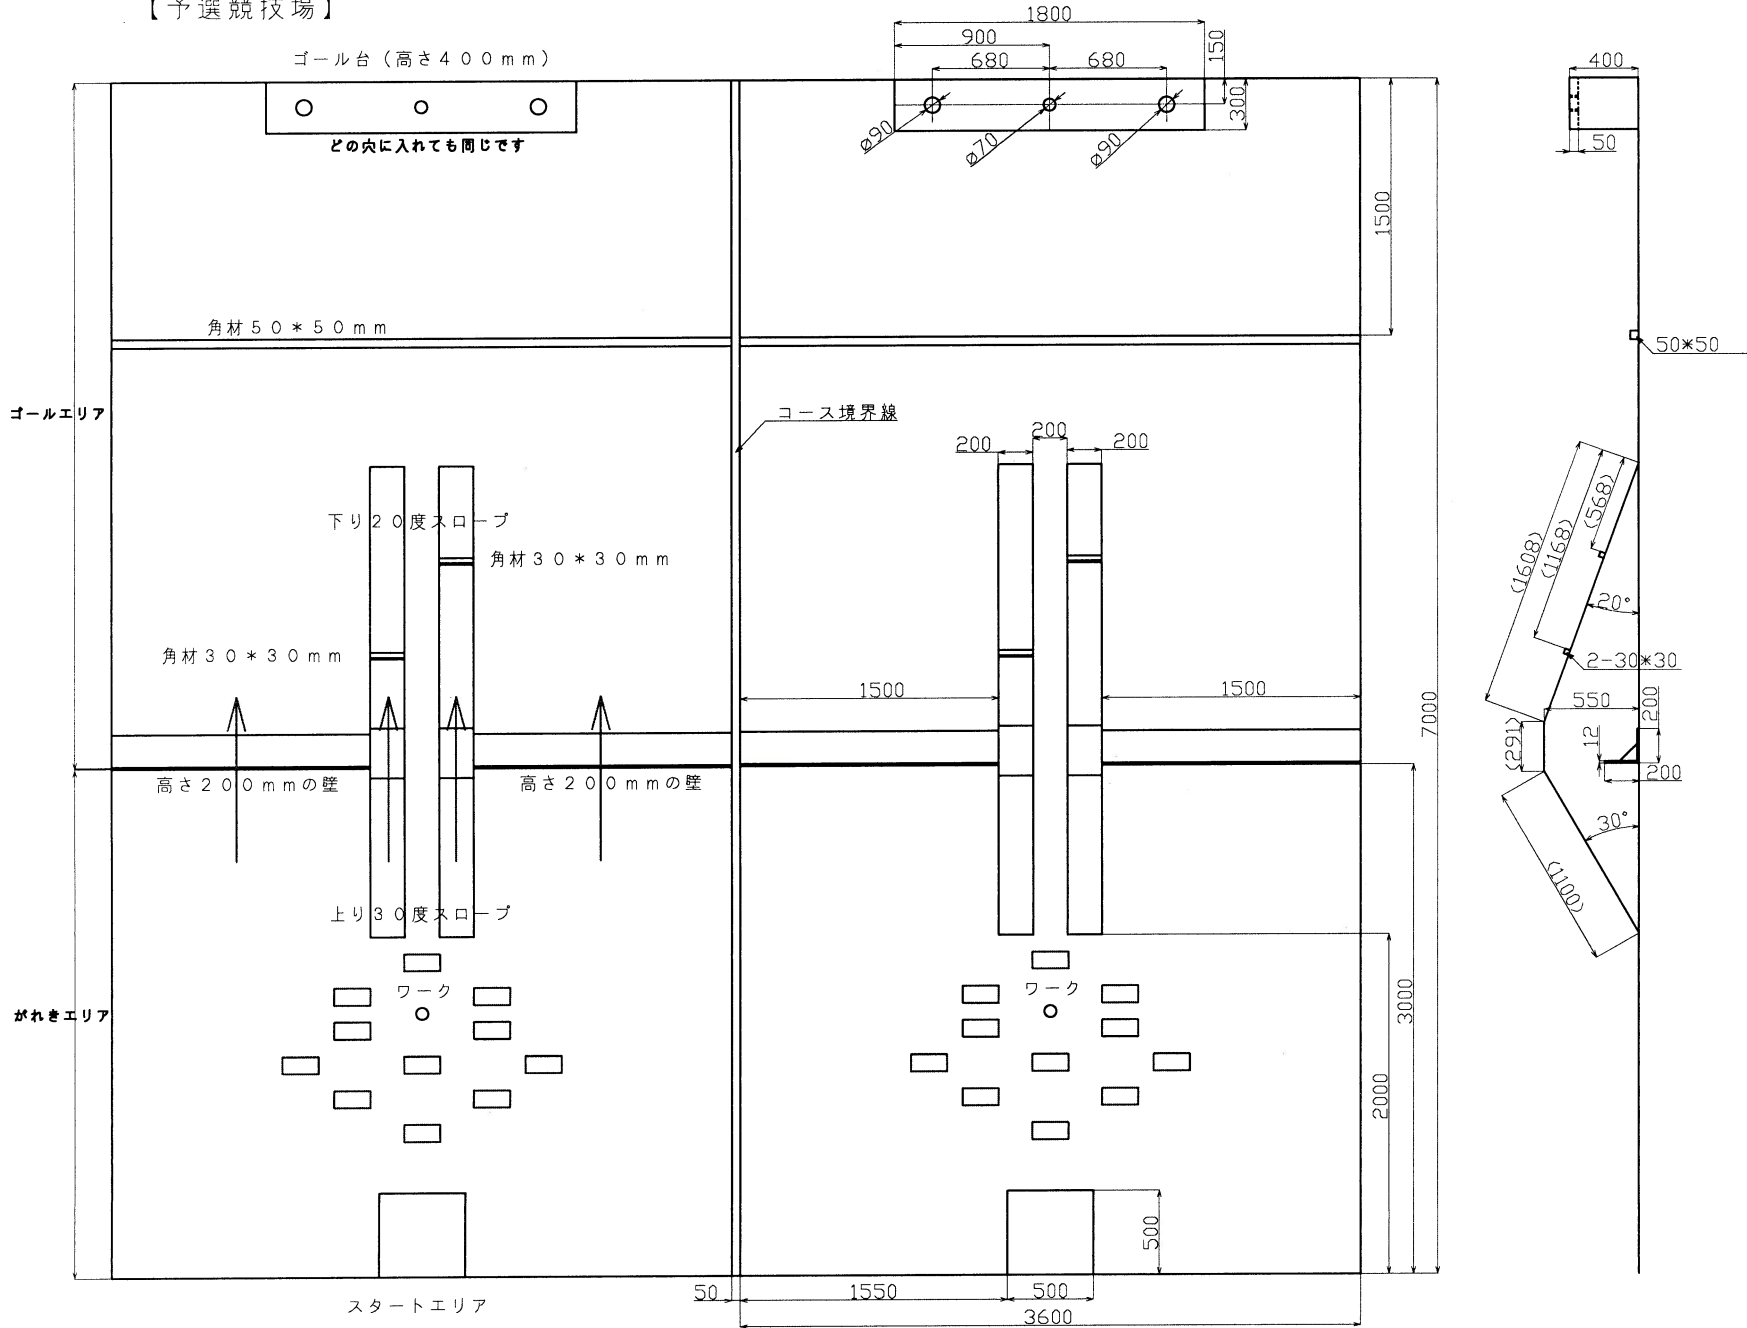 【予選競技場】
ゴール台（高さ４００ｍｍ）
どの穴に入れても同じです
1800
900
680
680
150
300
ø90
ø70
ø90
400
50
1500
角材５０＊５０ｍｍ
50*50
ゴールエリア
コース境界線
200
200
200
下り２０度スロープ
角材３０＊３０ｍｍ
角材３０＊３０ｍｍ
(568)
(1168)
(1608)
20°
2-30*30
1500
1500
7000
550
200
(291)
12
200
高さ２００ｍｍの壁
高さ２００ｍｍの壁
30°
(1100)
上り３０度スロープ
ワーク
ワーク
がれきエリア
3000
2000
500
スタートエリア
50
1550
500
3600